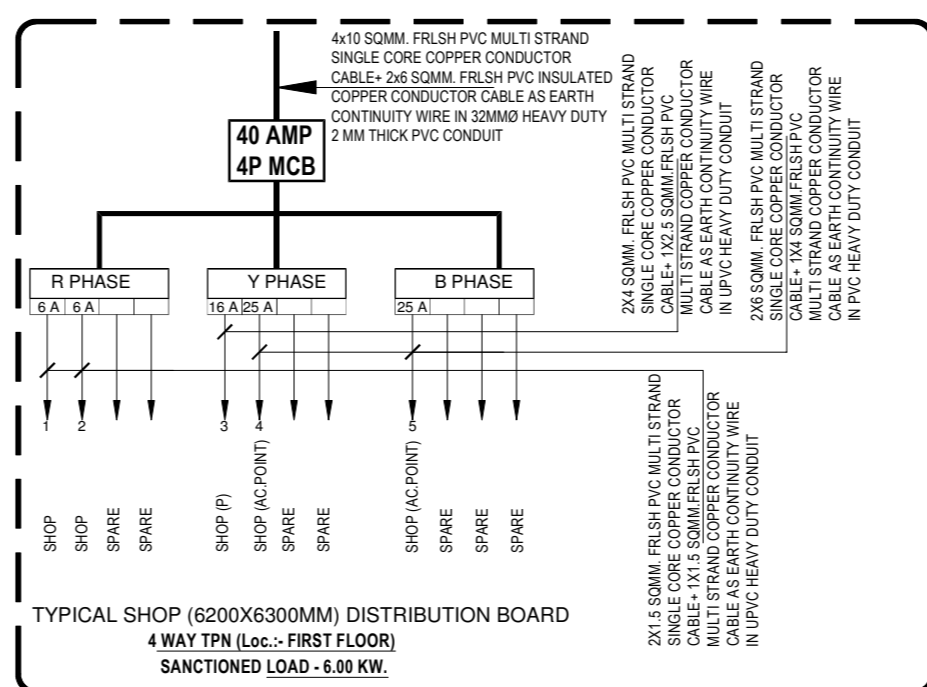 4x10 SQMM. FRLSH PVC MULTI STRAND
SINGLE CORE COPPER CONDUCTOR
CABLE+ 2x6 SQMM. FRLSH PVC INSULATED
COPPER CONDUCTOR CABLE AS EARTH
CONTINUITY WIRE IN 32MMØ HEAVY DUTY
2 MM THICK PVC CONDUIT
40 AMP
4P MCB
2X4 SQMM. FRLSH PVC MULTI STRAND
SINGLE CORE COPPER CONDUCTOR
CABLE+ 1X2.5 SQMM.FRLSH PVC
MULTI STRAND COPPER CONDUCTOR
CABLE AS EARTH CONTINUITY WIRE
IN UPVC HEAVY DUTY CONDUIT
2X6 SQMM. FRLSH PVC MULTI STRAND
SINGLE CORE COPPER CONDUCTOR
CABLE+ 1X4 SQMM.FRLSH PVC
MULTI STRAND COPPER CONDUCTOR
CABLE AS EARTH CONTINUITY WIRE
IN PVC HEAVY DUTY CONDUIT
R PHASE
6 A 6 A
Y PHASE
16 A 25 A
B PHASE
25 A
1 2 3 4 5
SHOP
SHOP
SPARE
SPARE
SHOP (P)
SHOP (AC.POINT)
SPARE
SPARE
SHOP (AC.POINT)
SPARE
SPARE
SPARE
2X1.5 SQMM. FRLSH PVC MULTI STRAND
SINGLE CORE COPPER CONDUCTOR
CABLE+ 1X1.5 SQMM.FRLSH PVC
MULTI STRAND COPPER CONDUCTOR
CABLE AS EARTH CONTINUITY WIRE
IN UPVC HEAVY DUTY CONDUIT
TYPICAL SHOP (6200X6300MM) DISTRIBUTION BOARD
4 WAY TPN (Loc.:- FIRST FLOOR)
SANCTIONED LOAD - 6.00 KW.